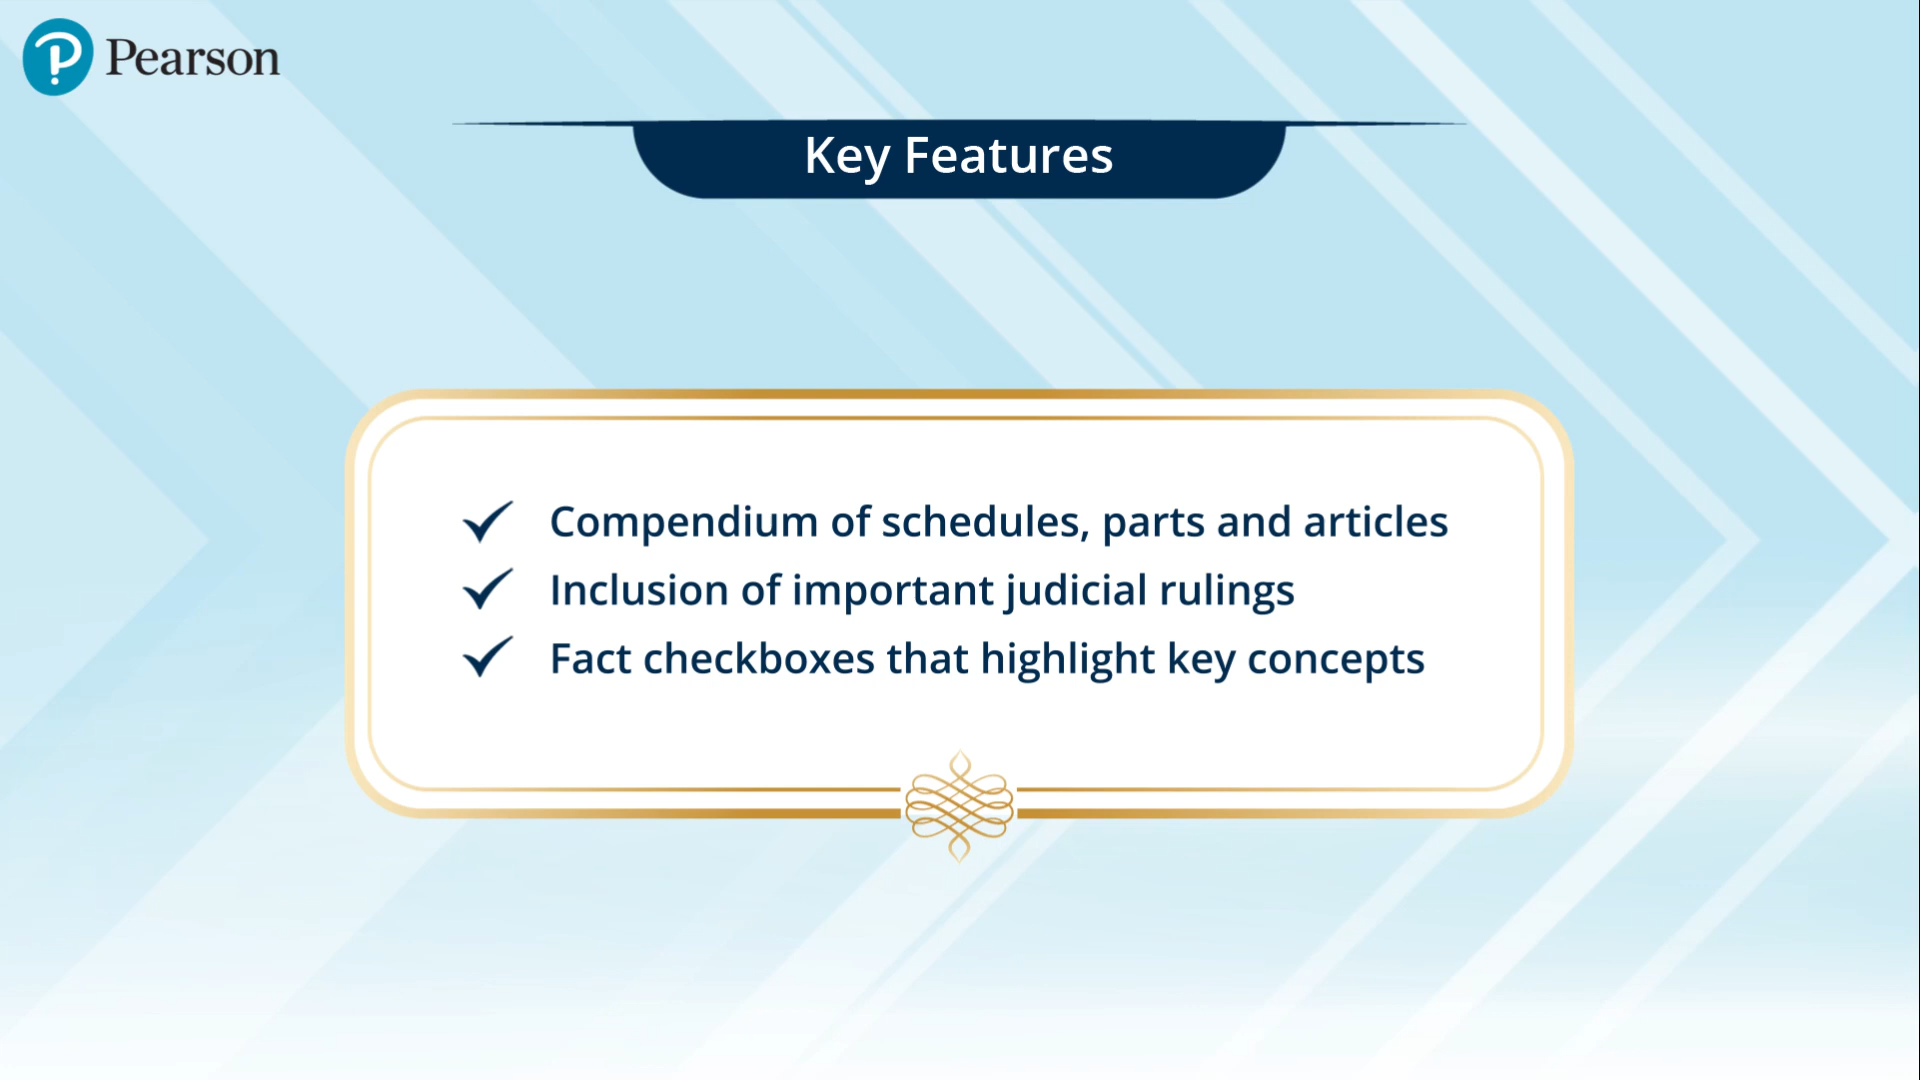 Pearson
Key Features
Compendium of schedules, parts and articles
Inclusion of important judicial rulings
Fact checkboxes that highlight key concepts